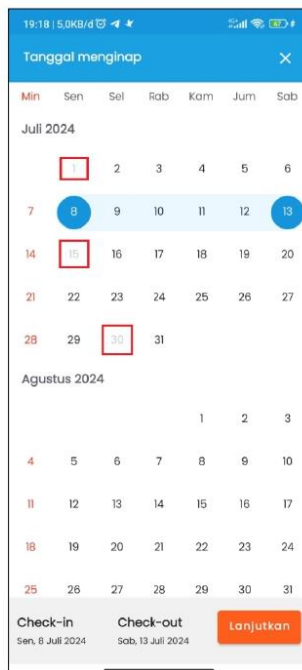 19:18 | 5,0KB/d
67
Tanggal menginap
Min Sen Sel Rab Kam Jum Sab
Juli 2024
1 2 3 4 5 6
7 8 9 10 11 12 13
14 15 16 17 18 19 20
21 22 23 24 25 26 27
28 29 30 31
Agustus 2024
1 2 3
4 5 6 7 8 9 10
11 12 13 14 15 16 17
18 19 20 21 22 23 24
25 26 27 28 29 30 31
Check-in Check-out Lanjutkan
Sen, 8 Juli 2024 Sab, 13 Juli 2024